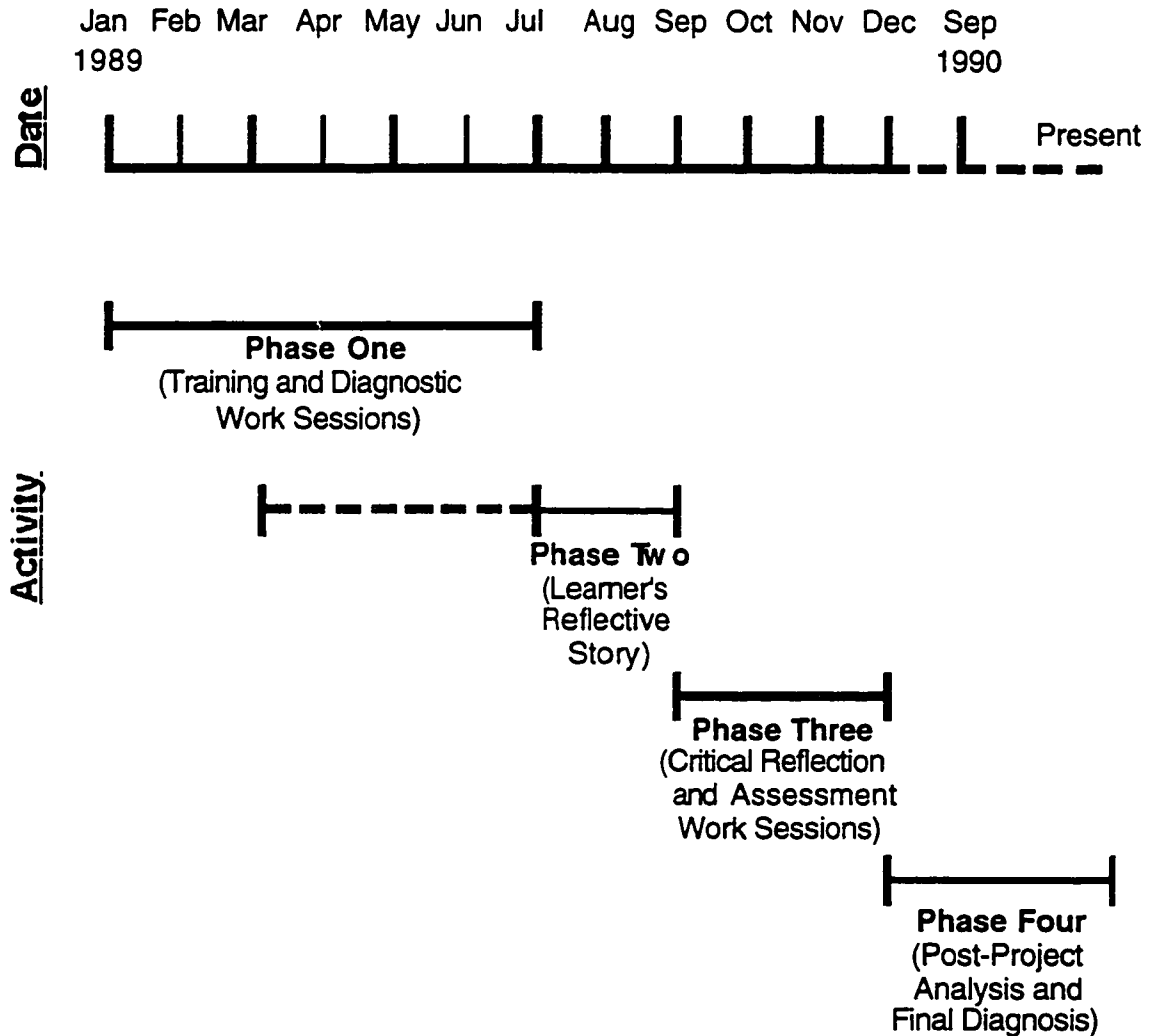 Jan Feb Mar Apr May Jun Jul Aug Sep Oct Nov Dec Sep
1989 1990
Date
Present
Phase One
(Training and Diagnostic
Work Sessions)
Activity
Phase Two
(Learner's
Reflective
Story)
Phase Three
(Critical Reflection
and Assessment
Work Sessions)
Phase Four
(Post-Project
Analysis and
Final Diagnosis)